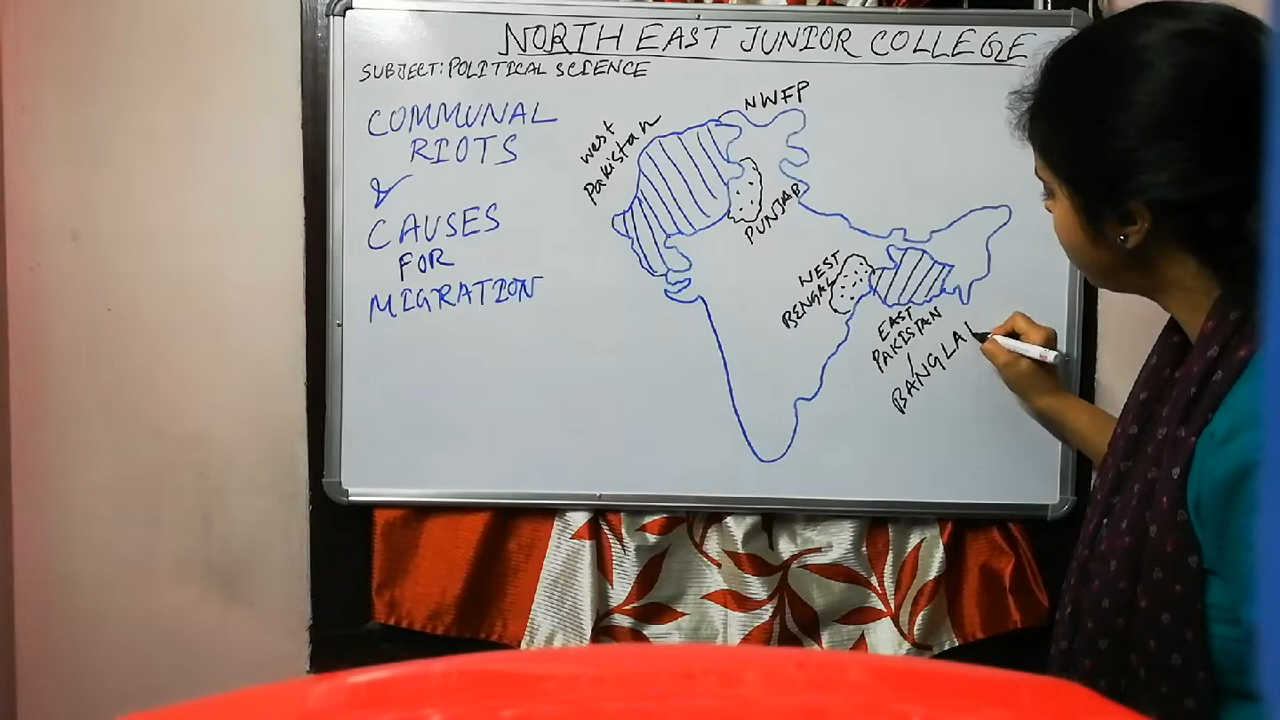 NORTH EAST JUNIOR COLLEGE
SUBJECT: POLITICAL SCIENCE
COMMUNAL
RIOTS
&
CAUSES
FOR
MIGRATION
West
Pakistan
NWFP
PUNJAB
WEST
BENGAL
EAST
PAKISTAN
/
BANGLA